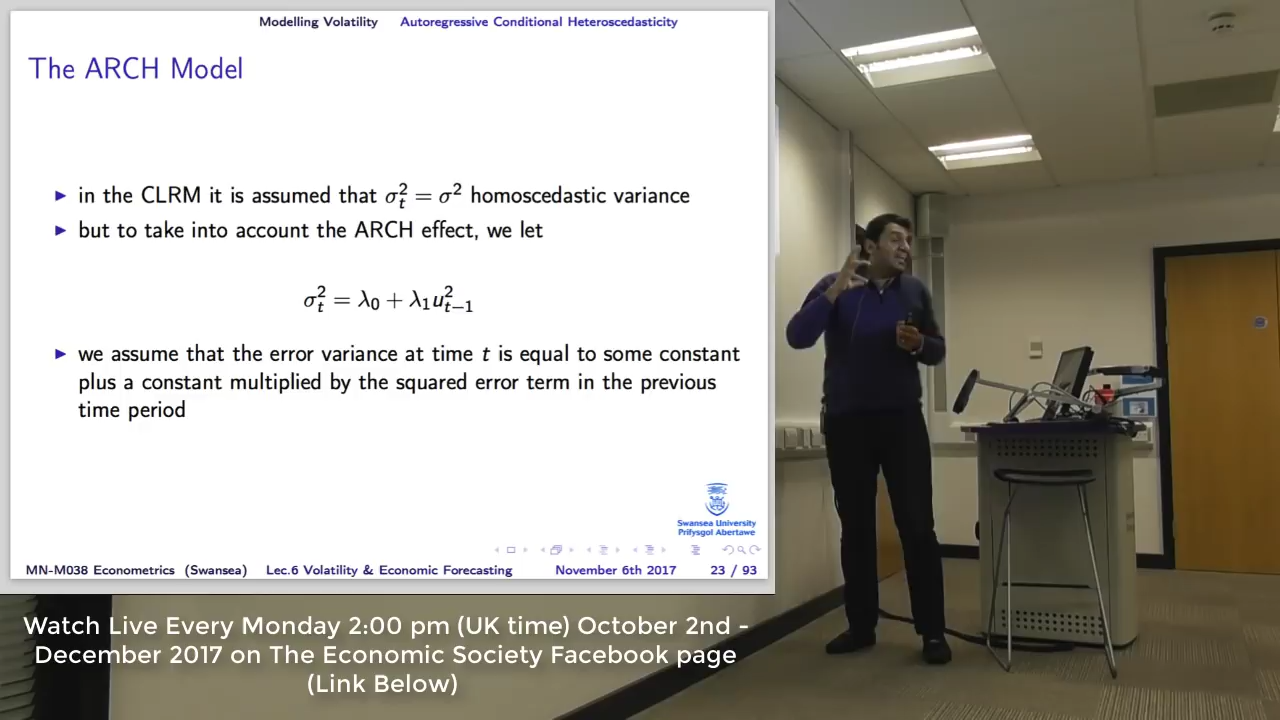 Modelling Volatility Autoregressive Conditional Heteroscedasticity
The ARCH Model
in the CLRM it is assumed that σ²ₜ = σ² homoscedastic variance
but to take into account the ARCH effect, we let
σ²ₜ = λ₀ + λ₁u²ₜ₋₁
we assume that the error variance at time t is equal to some constant
plus a constant multiplied by the squared error term in the previous
time period
Swansea University
Prifysgol Abertawe
MN-M038 Econometrics (Swansea) Lec.6 Volatility & Economic Forecasting November 6th 2017 23 / 93
Watch Live Every Monday 2:00 pm (UK time) October 2nd -
December 2017 on The Economic Society Facebook page
(Link Below)